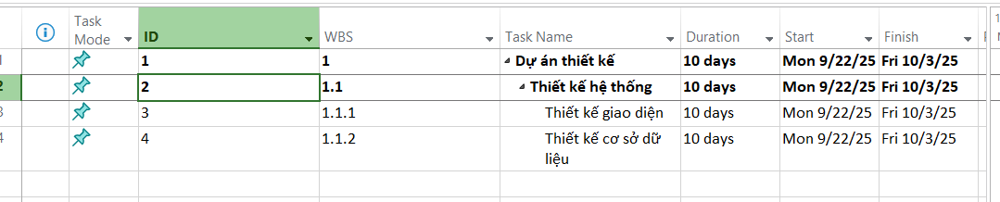 Task Mode ID WBS Task Name Duration Start Finish
1 1 1 Dự án thiết kế 10 days Mon 9/22/25 Fri 10/3/25
2 2 1.1 Thiết kế hệ thống 10 days Mon 9/22/25 Fri 10/3/25
3 3 1.1.1 Thiết kế giao diện 10 days Mon 9/22/25 Fri 10/3/25
4 4 1.1.2 Thiết kế cơ sở dữ 10 days Mon 9/22/25 Fri 10/3/25
liệu